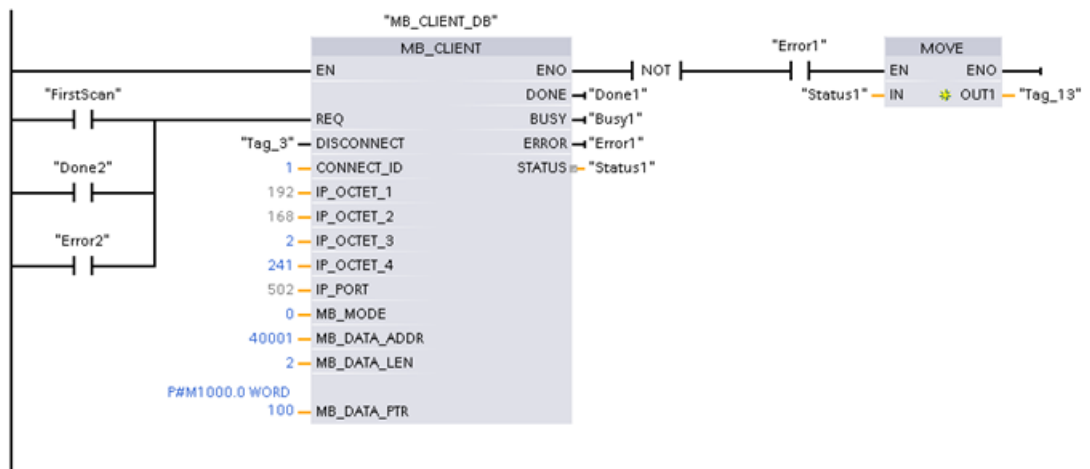 "MB_CLIENT_DB"
MB_CLIENT
"Error1"
MOVE
EN ENO NOT EN ENO
"FirstScan" DONE "Done1" "Status1" IN OUT1 "Tag_13"
REQ BUSY "Busy1"
"Tag_3" DISCONNECT ERROR "Error1"
"Done2" 1 CONNECT_ID STATUS "Status1"
192 IP_OCTET_1
168 IP_OCTET_2
"Error2" 2 IP_OCTET_3
241 IP_OCTET_4
502 IP_PORT
0 MB_MODE
40001 MB_DATA_ADDR
2 MB_DATA_LEN
P#M1000.0 WORD
100 MB_DATA_PTR